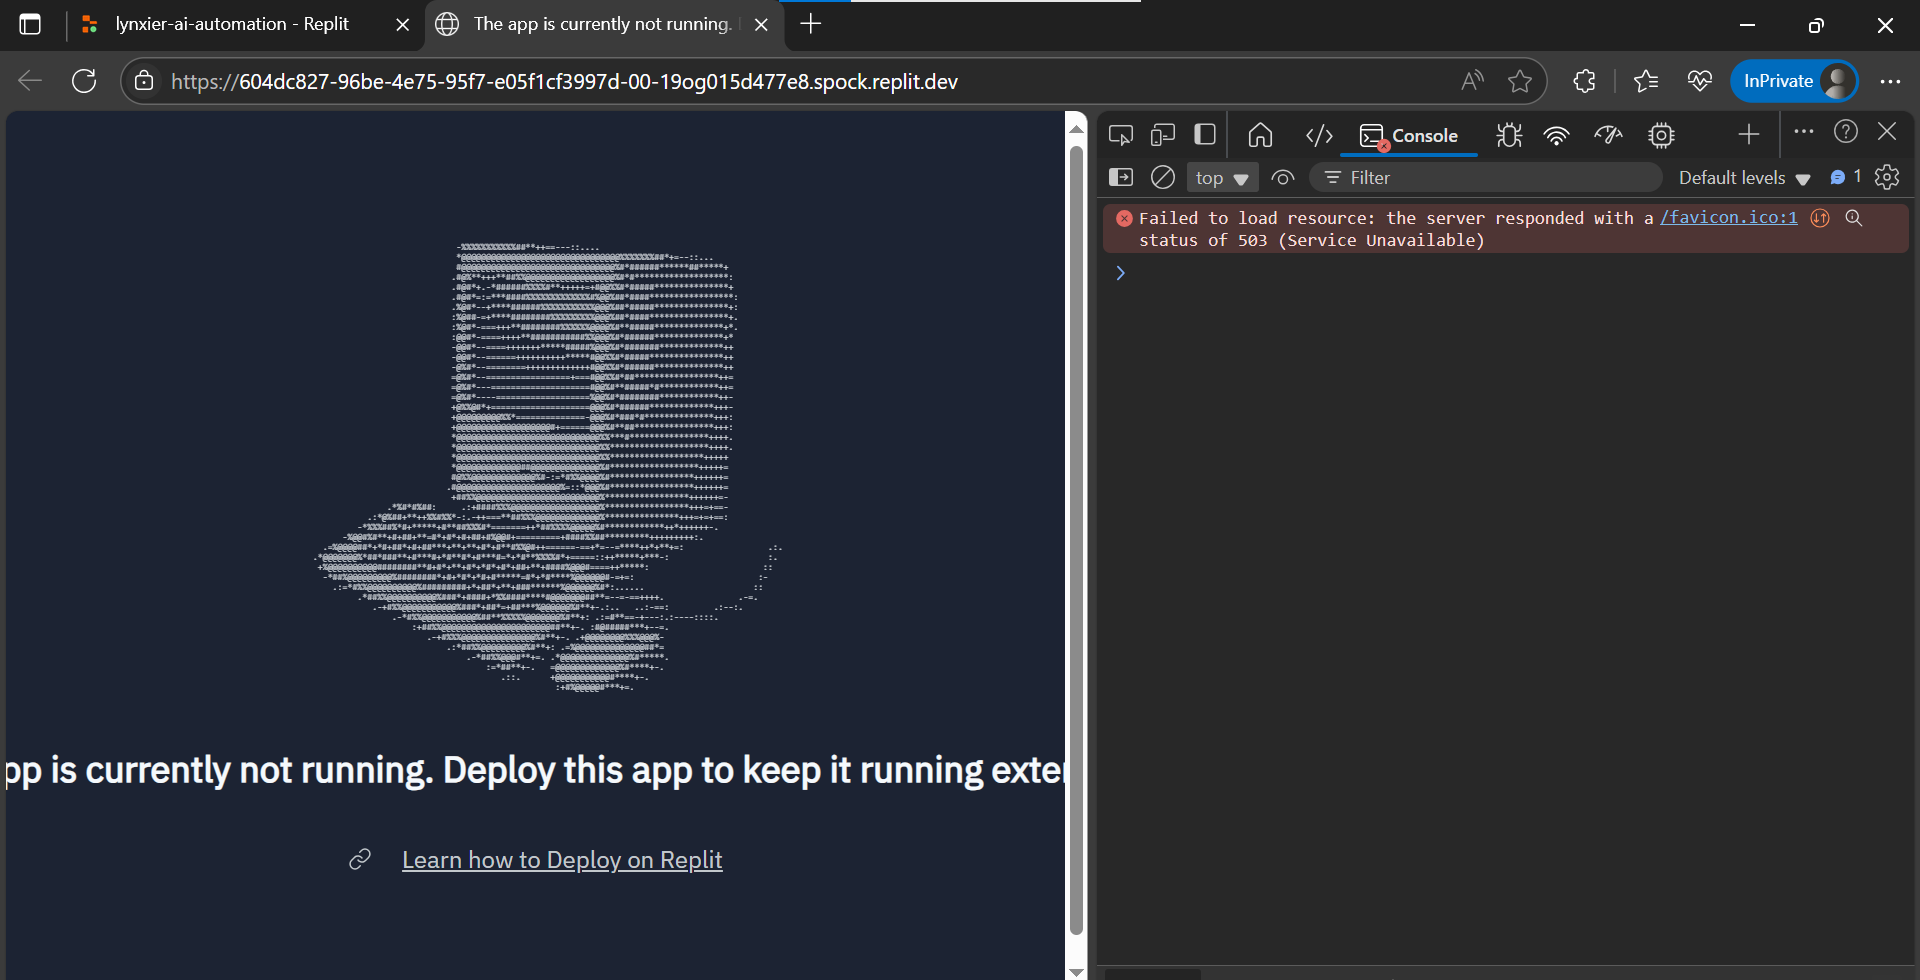 lynxier-ai-automation - Replit
The app is currently not running.
https://604dc827-96be-4e75-95f7-e05f1cf3997d-00-19og015d477e8.spock.replit.dev
InPrivate
Console
top
Filter
Default levels
1
Failed to load resource: the server responded with a /favicon.ico:1
status of 503 (Service Unavailable)
pp is currently not running. Deploy this app to keep it running exte
Learn how to Deploy on Replit